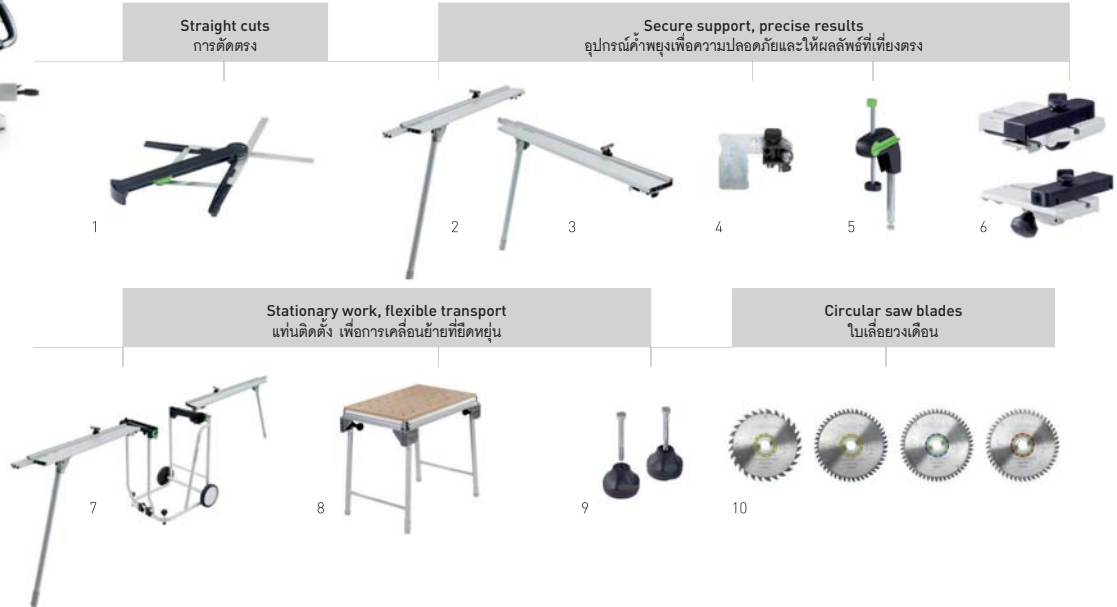 Straight cuts
การตัดตรง
Secure support, precise results
อุปกรณ์ค้ำพยุงเพื่อความปลอดภัยและให้ผลลัพธ์ที่เที่ยงตรง
1
2
3
4
5
6
Stationary work, flexible transport
แท่นติดตั้ง เพื่อการเคลื่อนย้ายที่ยืดหยุ่น
Circular saw blades
ใบเลื่อยวงเดือน
7
8
9
10